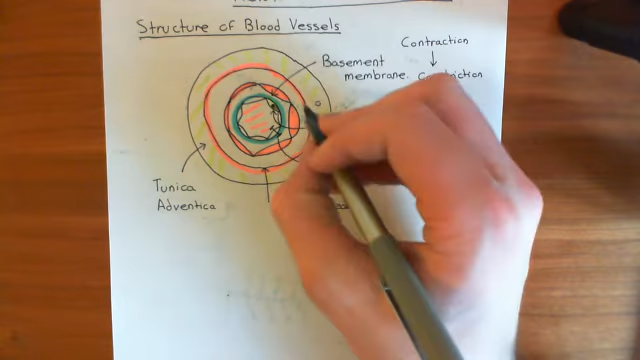 Structure of Blood Vessels
Contraction
Basement
membrane.
Tunica
Adventica